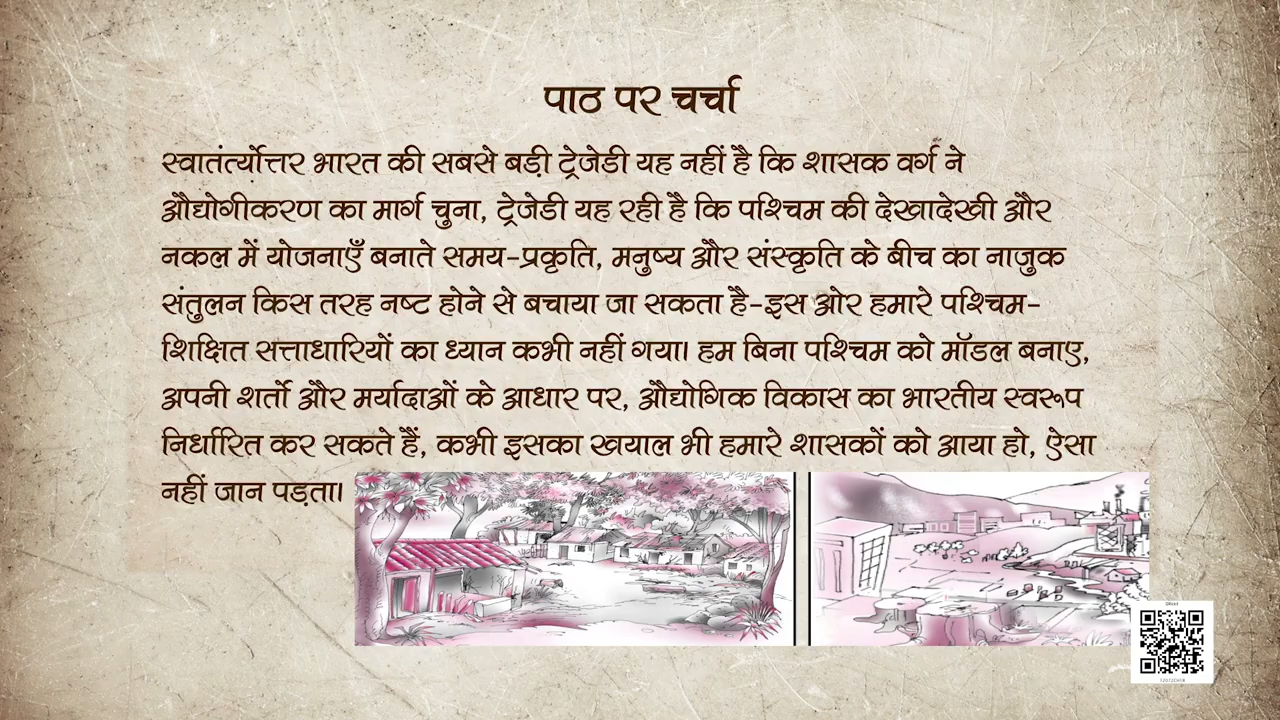 पाठ पर चर्चा
स्वातंर्त्योत्तर भारत की सबसे बड़ी ट्रेजेडी यह नहीं है कि शासक वर्ग ने
औद्योगीकरण का मार्ग चुना, ट्रेजेडी यह रही है कि पश्चिम की देखादेखी और
नकल में योजनाएँ बनाते समय-प्रकृति, मनुष्य और संस्कृति के बीच का नाजुक
संतुलन किस तरह नष्ट होने से बचाया जा सकता है-इस ओर हमारे पश्चिम-
शिक्षित सत्ताधारियों का ध्यान कभी नहीं गया। हम बिना पश्चिम को मॉडल बनाए,
अपनी शर्तो और मर्यादाओं के आधार पर, औद्योगिक विकास का भारतीय स्वरूप
निर्धारित कर सकते हैं, कभी इसका खयाल भी हमारे शासकों को आया हो, ऐसा
नहीं जान पड़ता।